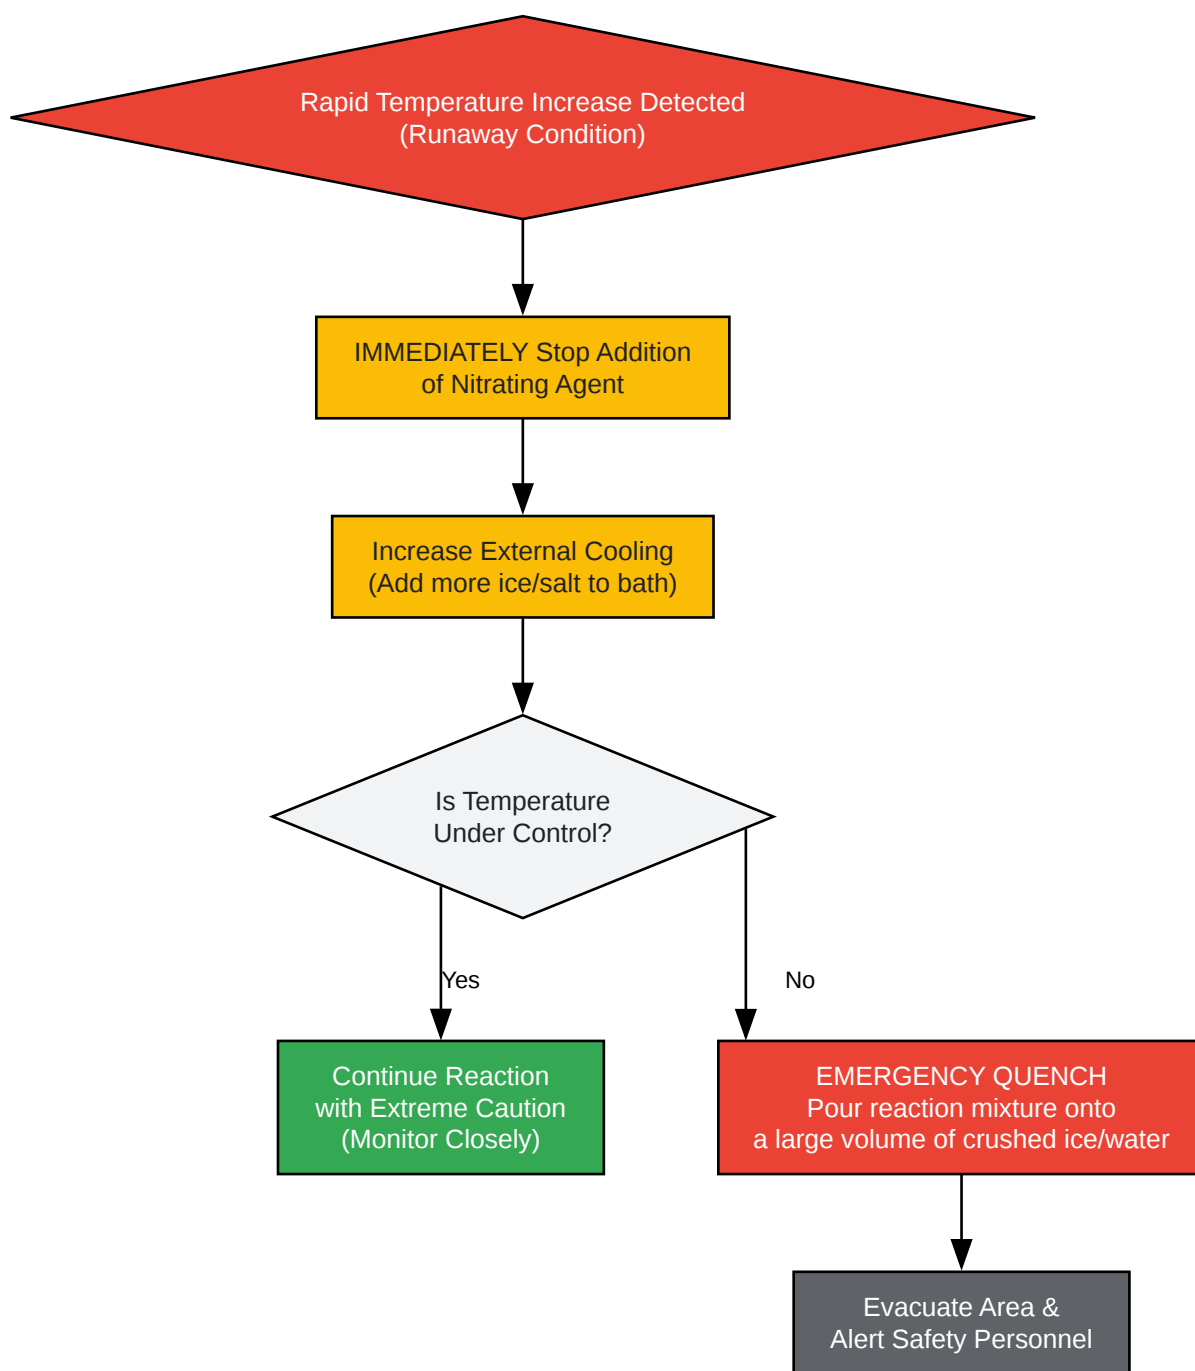 Rapid Temperature Increase Detected
(Runaway Condition)
IMMEDIATELY Stop Addition
of Nitrating Agent
Increase External Cooling
(Add more ice/salt to bath)
Is Temperature
Under Control?
Yes
No
Continue Reaction
with Extreme Caution
(Monitor Closely)
EMERGENCY QUENCH
Pour reaction mixture onto
a large volume of crushed ice/water
Evacuate Area &
Alert Safety Personnel